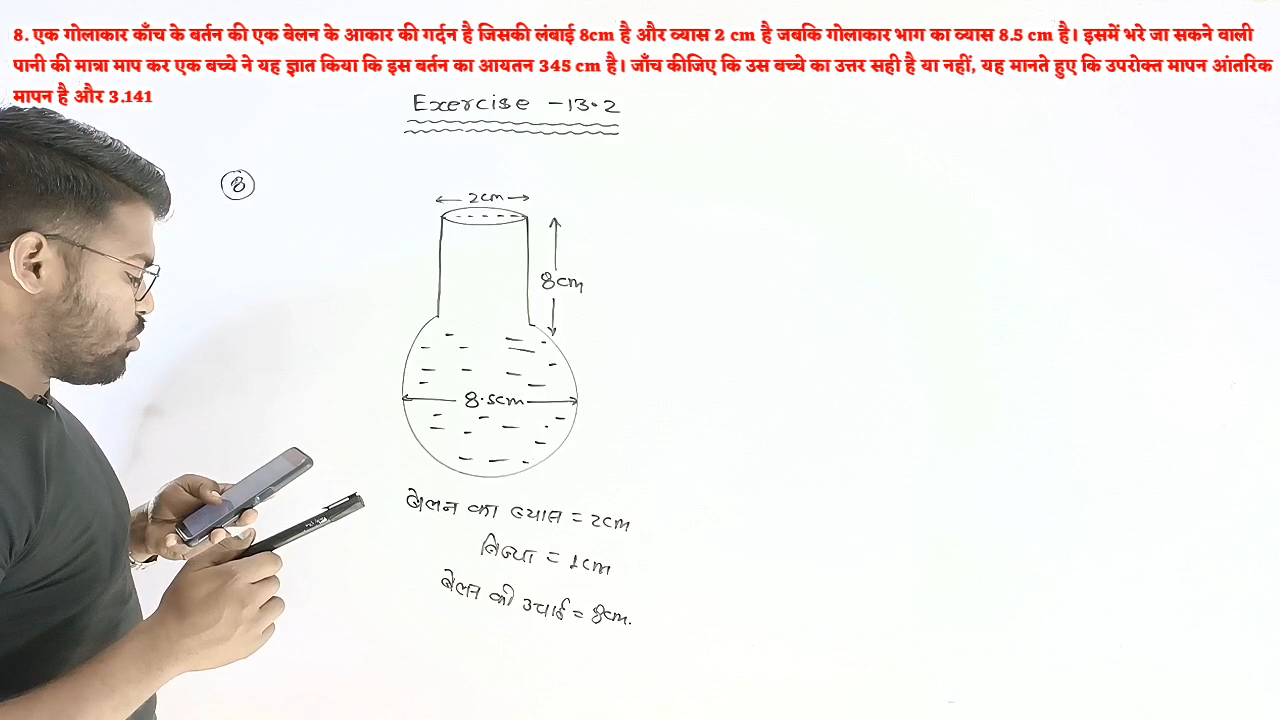 8. एक गोलाकार काँच के बर्तन की एक बेलन के आकार की गर्दन है जिसकी लंबाई 8cm है और व्यास 2 cm है जबकि गोलाकार भाग का व्यास 8.5 cm है। इसमें भरे जा सकने वाली
पानी की मात्रा माप कर एक बच्चे ने यह ज्ञात किया कि इस बर्तन का आयतन 345 cm है। जाँच कीजिए कि उस बच्चे का उत्तर सही है या नहीं, यह मानते हुए कि उपरोक्त मापन आंतरिक
मापन है और 3.141
Exercise -13.2
8
2cm
8cm
8.5cm
बेलन का व्यास = 2cm
त्रिज्या = 1cm
बेलन की उचाई = 8cm.